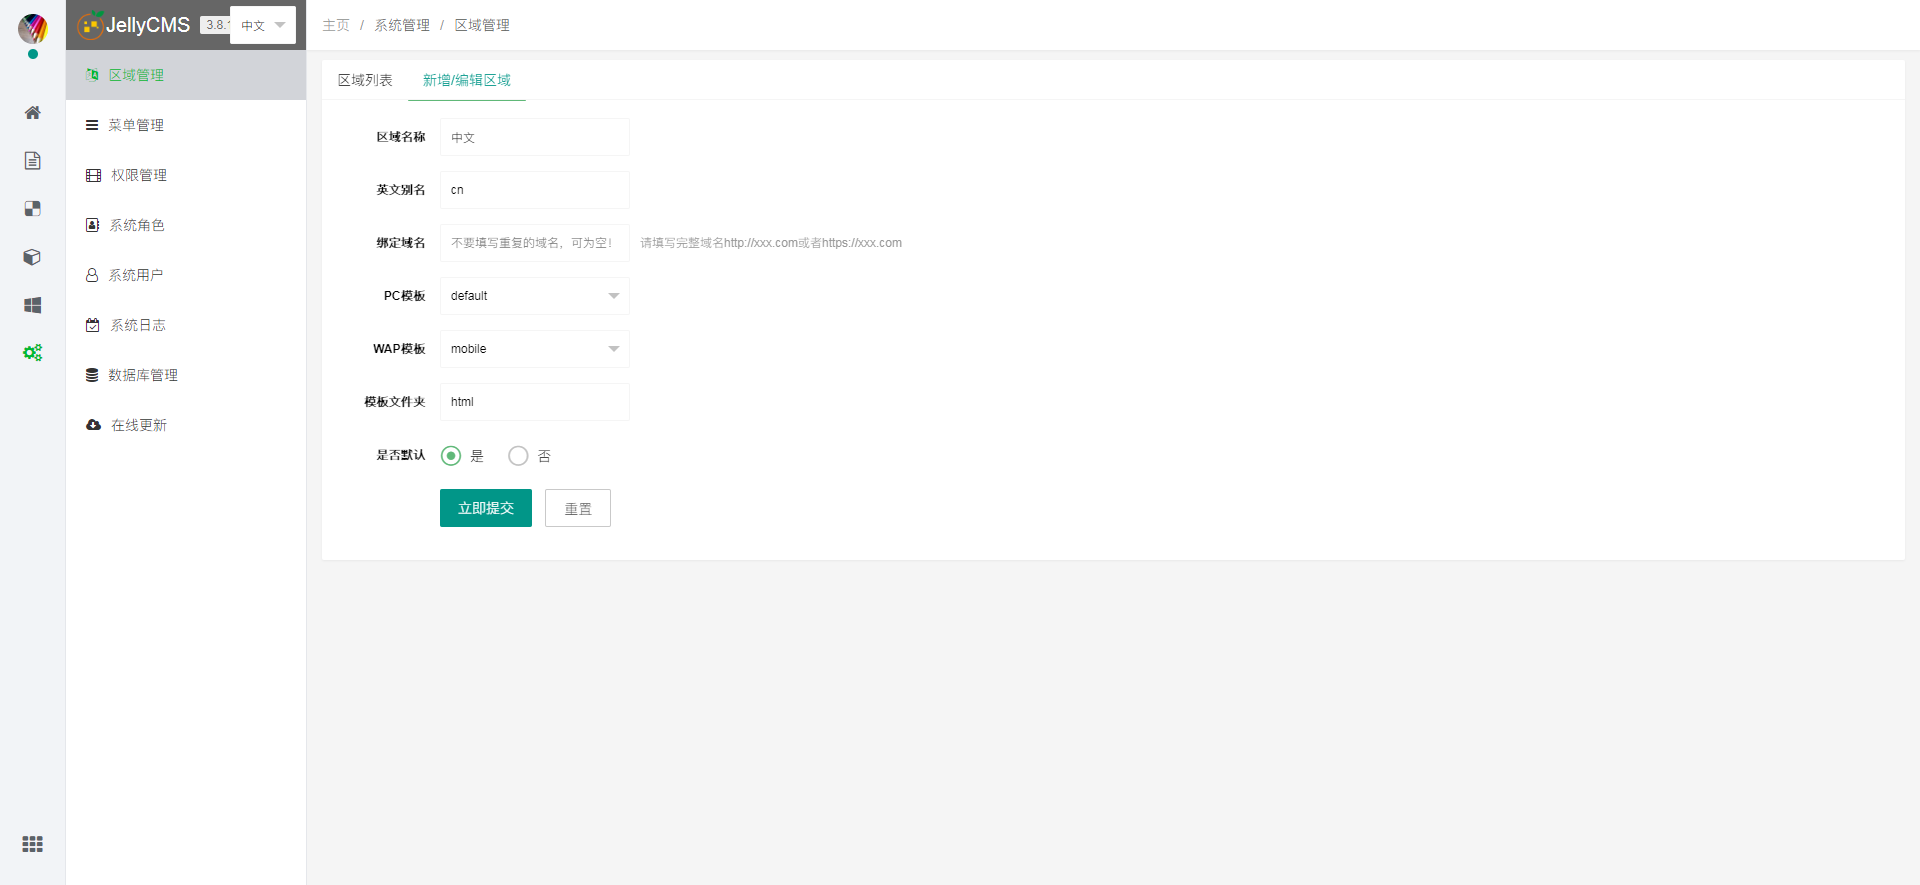 JellyCMS 3.8.1 中文
主页 / 系统管理 / 区域管理
区域管理
菜单管理
权限管理
系统角色
系统用户
系统日志
数据库管理
在线更新
区域列表 新增/编辑区域
区域名称 中文
英文别名 cn
绑定域名 不要填写重复的域名，可为空! 请填写完整域名http://xxx.com或者https://xxx.com
PC模板 default
WAP模板 mobile
模板文件夹 html
是否默认 是 否
立即提交 重置